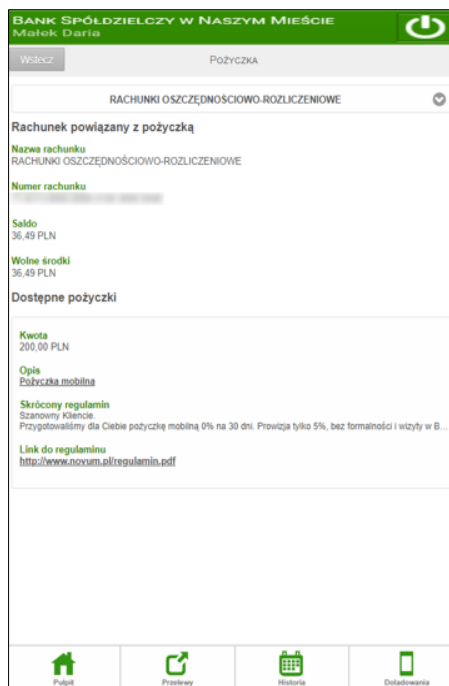 BANK SPÓŁDZIELCZY W NASZYM MIEŚCIE
Małek Daria
Wstecz
POŻYCZKA
RACHUNKI OSZCZĘDNOŚCIOWO-ROZLICZENIOWE
Rachunek powiązany z pożyczką
Nazwa rachunku
RACHUNKI OSZCZĘDNOŚCIOWO-ROZLICZENIOWE
Numer rachunku
Saldo
36,49 PLN
Wolne środki
36,49 PLN
Dostępne pożyczki
Kwota
200,00 PLN
Opis
Pożyczka mobilna
Skrócony regulamin
Szanowny Kliencie.
Przygotowaliśmy dla Ciebie pożyczkę mobilną 0% na 30 dni. Prowizja tylko 5%, bez formalności i wizyty w B...
Link do regulaminu
http://www.novum.pl/regulamin.pdf
Pulpit
Przelewy
Historia
Doładowania